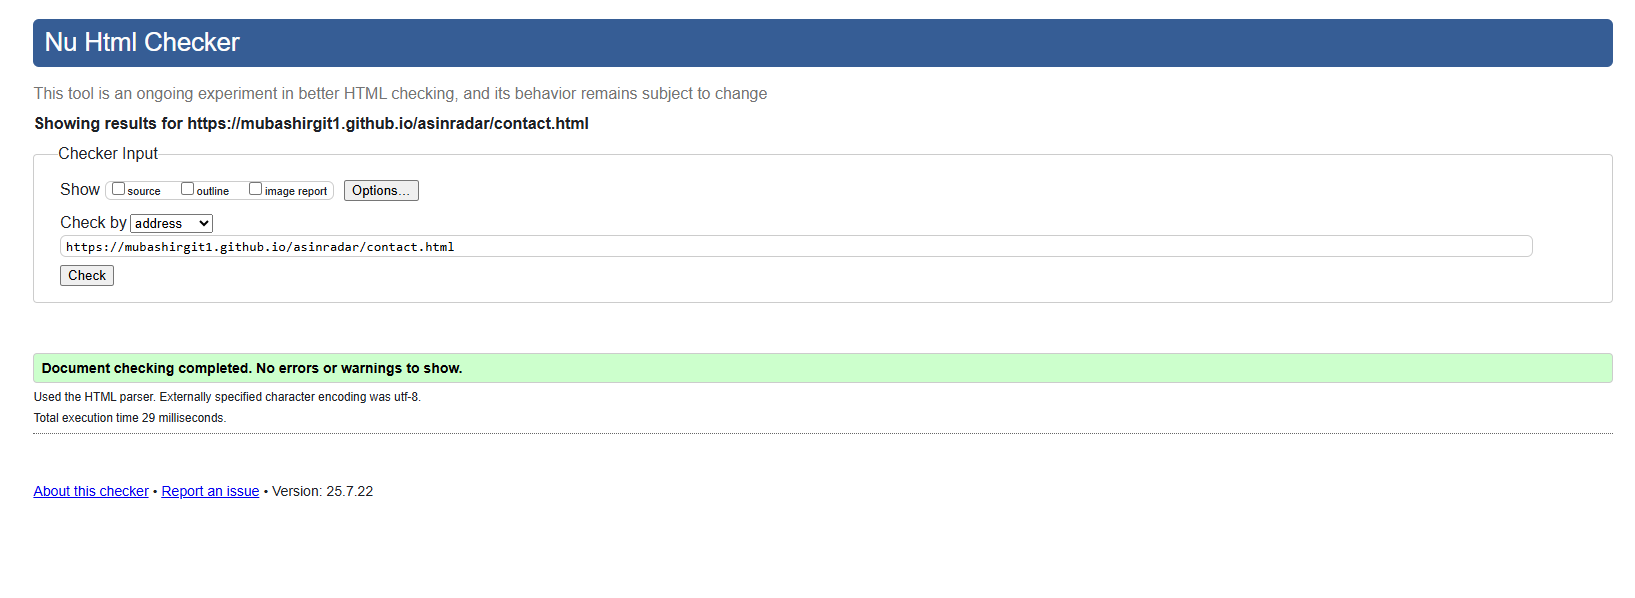 Nu Html Checker
This tool is an ongoing experiment in better HTML checking, and its behavior remains subject to change
Showing results for https://mubashirgit1.github.io/asinradar/contact.html
Checker Input
Show source outline image report Options...
Check by address
https://mubashirgit1.github.io/asinradar/contact.html
Check
Document checking completed. No errors or warnings to show.
Used the HTML parser. Externally specified character encoding was utf-8.
Total execution time 29 milliseconds.
About this checker • Report an issue • Version: 25.7.22